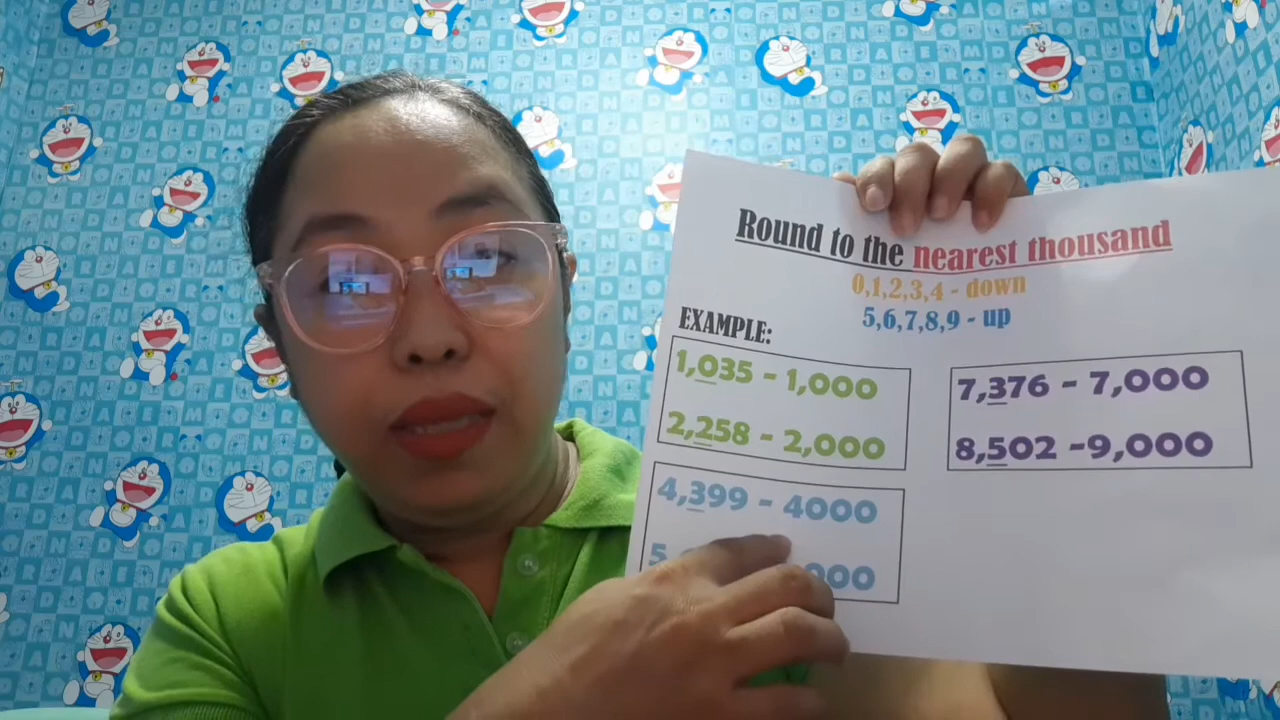 Round to the nearest thousand
0,1,2,3,4 - down
5,6,7,8,9 - up
EXAMPLE:
1,035 - 1,000
2,258 - 2,000
4,399 - 4000
7,376 - 7,000
8,502 -9,000